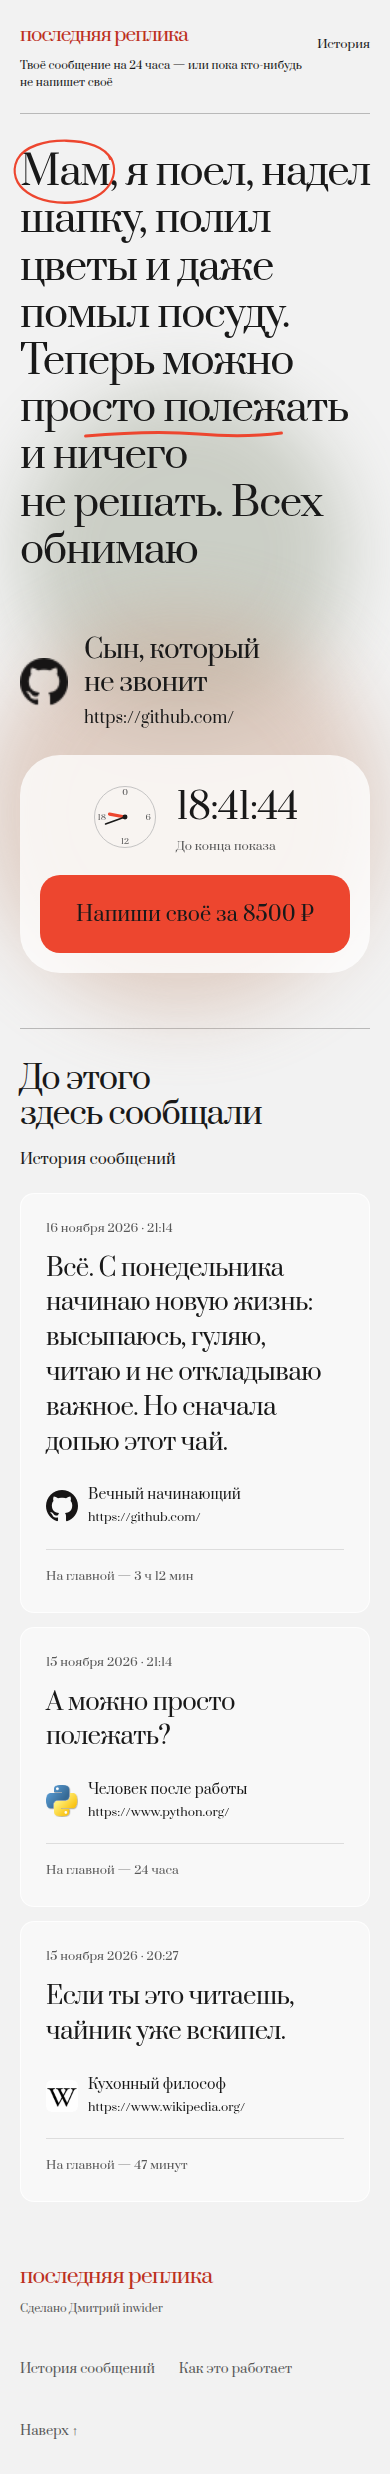 последняя реплика
Твоё сообщение на 24 часа — или пока кто-нибудь
не напишет своё
История
Мам, я поел, надел
шапку, полил
цветы и даже
помыл посуду.
Теперь можно
просто полежать
и ничего
не решать. Всех
обнимаю
Сын, который
не звонит
https://github.com/
0
18
6
12
18:41:44
До конца показа
Напиши своё за 8500 ₽
До этого
здесь сообщали
История сообщений
16 ноября 2026 · 21:14
Всё. С понедельника
начинаю новую жизнь:
высыпаюсь, гуляю,
читаю и не откладываю
важное. Но сначала
допью этот чай.
Вечный начинающий
https://github.com/
На главной — 3 ч 12 мин
15 ноября 2026 · 21:14
А можно просто
полежать?
Человек после работы
https://www.python.org/
На главной — 24 часа
15 ноября 2026 · 20:27
Если ты это читаешь,
чайник уже вскипел.
W
Кухонный философ
https://www.wikipedia.org/
На главной — 47 минут
последняя реплика
Сделано Дмитрий inwider
История сообщений
Как это работает
Наверх ↑